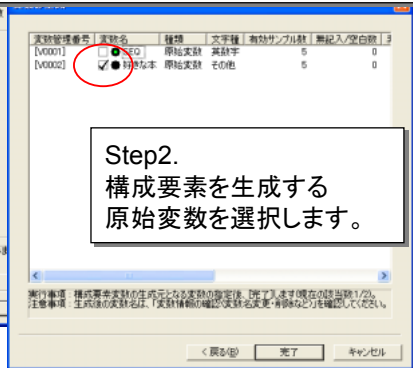 変数管理番号 変数名 種類 文字種 有効サンプル数 無記入/空白数
[V0001] SEQ 原始変数 英数字 5 0
[V0002] 好きな本 原始変数 その他 5 0
Step2.
構成要素を生成する
原始変数を選択します。
実行事項：構成要素変数の生成元となる変数の指定後、[完了]します(現在の該当数1/2)。
注意事項：生成後の変数名は、「変数情報の確認(変数名変更・削除など)」を確認してください。
< 戻る(B) 完了 キャンセル